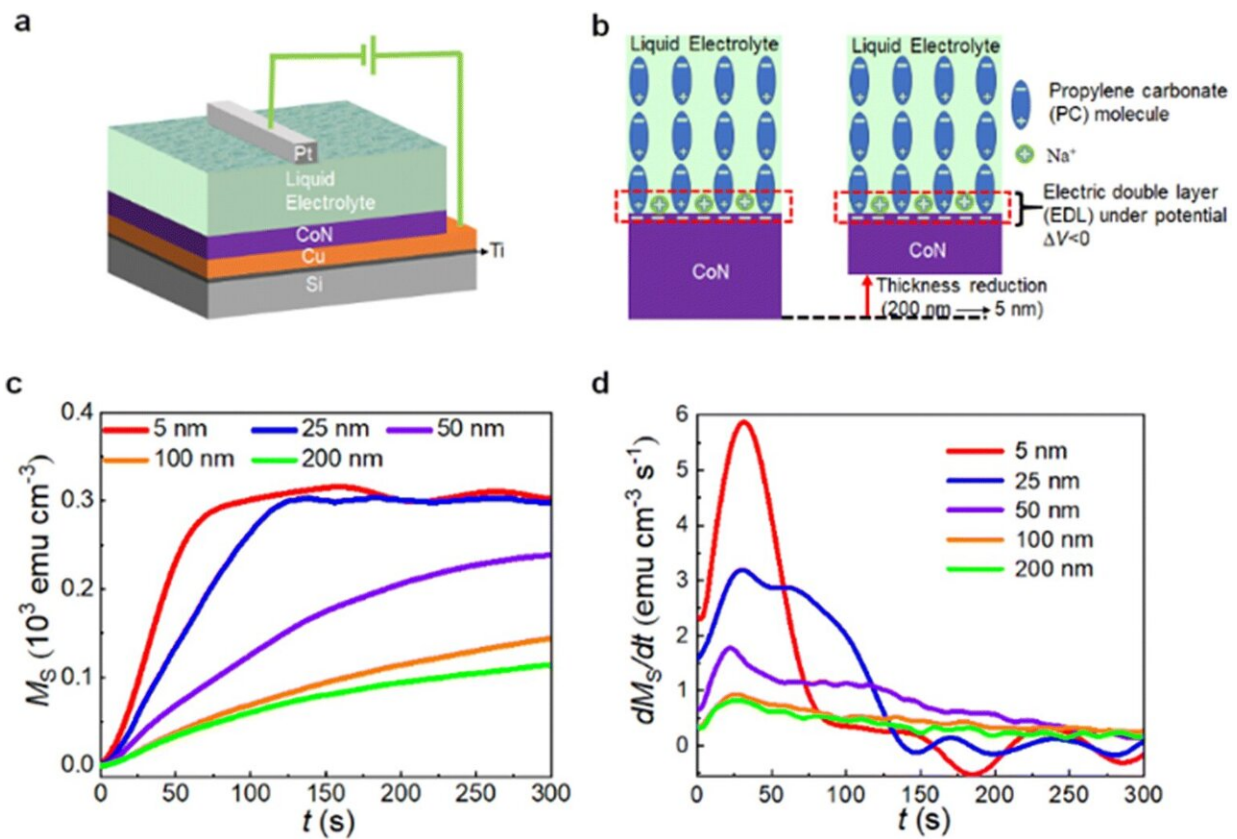 a
Pt
Liquid
Electrolyte
CoN
Cu
Ti
Si
b
Liquid Electrolyte
Liquid Electrolyte
CoN
CoN
Thickness reduction
(200 nm → 5 nm)
Propylene carbonate
(PC) molecule
Na⁺
Electric double layer
(EDL) under potential
ΔV<0
c
5 nm 25 nm 50 nm
100 nm 200 nm
0.4
0.3
0.2
0.1
0.0
0 50 100 150 200 250 300
Mₛ (10³ emu cm⁻³)
t (s)
d
5 nm
25 nm
50 nm
100 nm
200 nm
6
5
4
3
2
1
0
0 50 100 150 200 250 300
dMₛ/dt (emu cm⁻³ s⁻¹)
t (s)